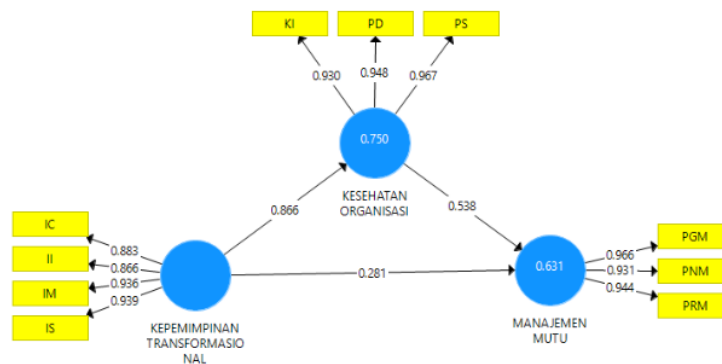 KI
PD
PS
0.930
0.948
0.967
0.750
KESEHATAN
ORGANISASI
0.866
0.538
IC
II
IM
IS
0.883
0.866
0.936
0.939
KEPEMIMPINAN
TRANSFORMASIO
NAL
0.281
0.631
MANAJEMEN
MUTU
0.966
0.931
0.944
PGM
PNM
PRM